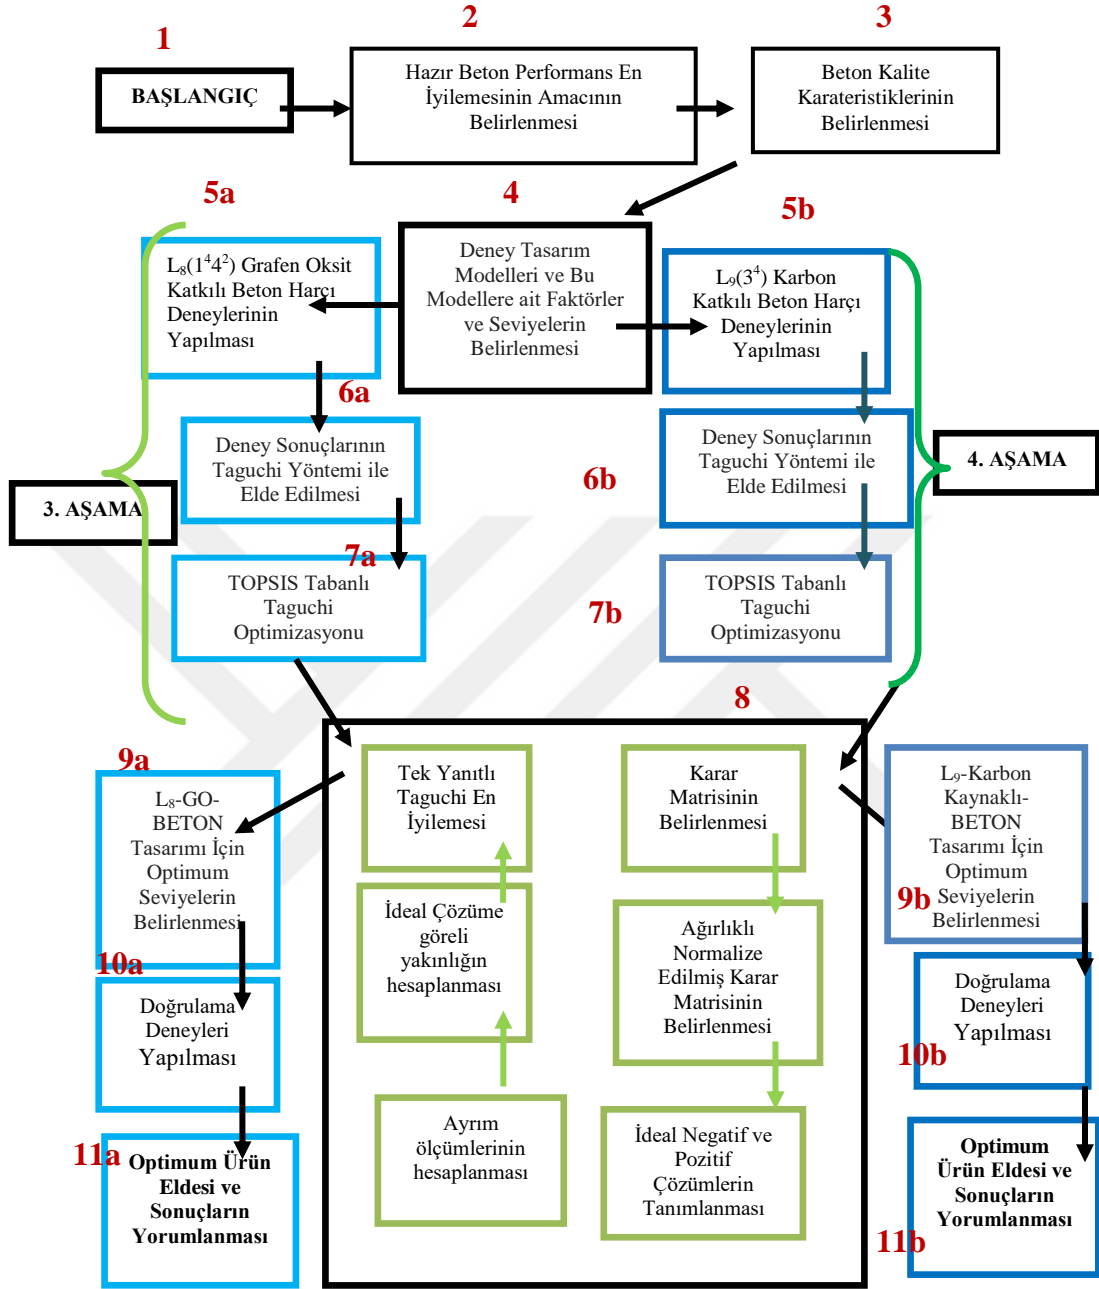 1
BAŞLANGIÇ
2
Hazır Beton Performans En
İyilemesinin Amacının
Belirlenmesi
3
Beton Kalite
Karateristiklerinin
Belirlenmesi
4
Deney Tasarım
Modelleri ve Bu
Modellere ait Faktörler
ve Seviyelerin
Belirlenmesi
5a
L₈(1⁴4²) Grafen Oksit
Katkılı Beton Harçı
Deneylerinin
Yapılması
5b
L₉(3⁴) Karbon
Katkılı Beton Harçı
Deneylerinin
Yapılması
6a
Deney Sonuçlarının
Taguchi Yöntemi ile
Elde Edilmesi
6b
Deney Sonuçlarının
Taguchi Yöntemi ile
Elde Edilmesi
3. AŞAMA
4. AŞAMA
7a
TOPSIS Tabanlı
Taguchi
Optimizasyonu
7b
TOPSIS Tabanlı
Taguchi
Optimizasyonu
8
Tek Yanıtlı
Taguchi En
İyilemesi
Karar
Matrisinin
Belirlenmesi
İdeal Çözüme
göreli
yakınlığın
hesaplanması
Ağırlıklı
Normalize
Edilmiş Karar
Matrisinin
Belirlenmesi
Ayrım
ölçümlerinin
hesaplanması
İdeal Negatif ve
Pozitif
Çözümlerin
Tanımlanması
9a
L₈-GO-
BETON
Tasarımı İçin
Optimum
Seviyelerin
Belirlenmesi
9b
L₉-Karbon
Kaynaklı-
BETON
Tasarımı İçin
Optimum
Seviyelerin
Belirlenmesi
10a
Doğrulama
Deneyleri
Yapılması
10b
Doğrulama
Deneyleri
Yapılması
11a
Optimum Ürün
Eldesi ve
Sonuçların
Yorumlanması
11b
Optimum
Ürün Eldesi ve
Sonuçların
Yorumlanması